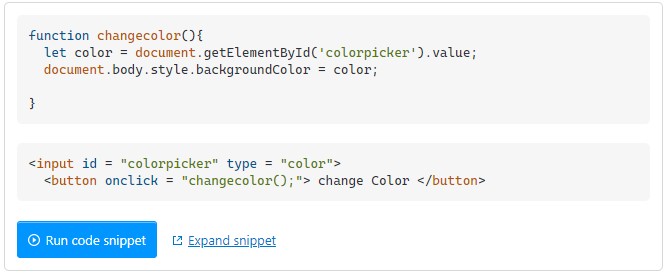 function changecolor(){
  let color = document.getElementById('colorpicker').value;
  document.body.style.backgroundColor = color;
}
<input id = "colorpicker" type = "color">
  <button onclick = "changecolor();"> change Color </button>
Run code snippet
Expand snippet